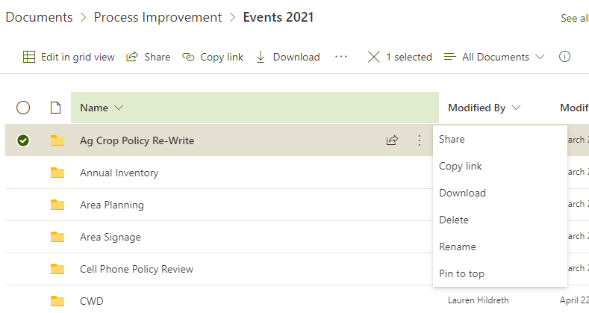 Documents > Process Improvement > Events 2021 See all
Edit in grid view Share Copy link Download ... 1 selected All Documents
Name Modified By Modif
Ag Crop Policy Re-Write Share arch 2
Annual Inventory Copy link arch 2
Area Planning Download arch 2
Area Signage Delete arch 2
Rename
Cell Phone Policy Review Pin to top arch 2
CWD Lauren Hildreth April 22